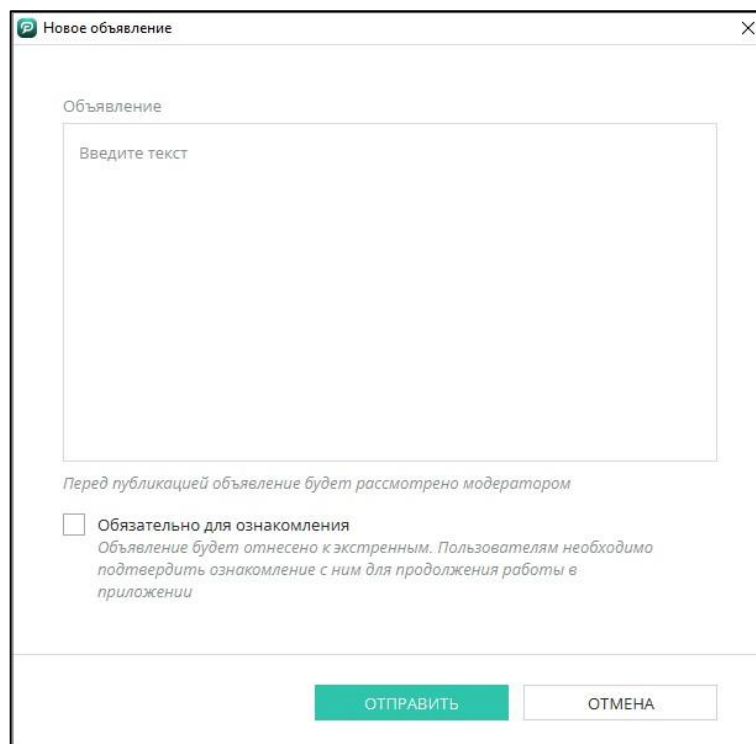 Новое объявление
Объявление
Введите текст
Перед публикацией объявление будет рассмотрено модератором
Обязательно для ознакомления
Объявление будет отнесено к экстренным. Пользователям необходимо
подтвердить ознакомление с ним для продолжения работы в
приложении
ОТПРАВИТЬ ОТМЕНА